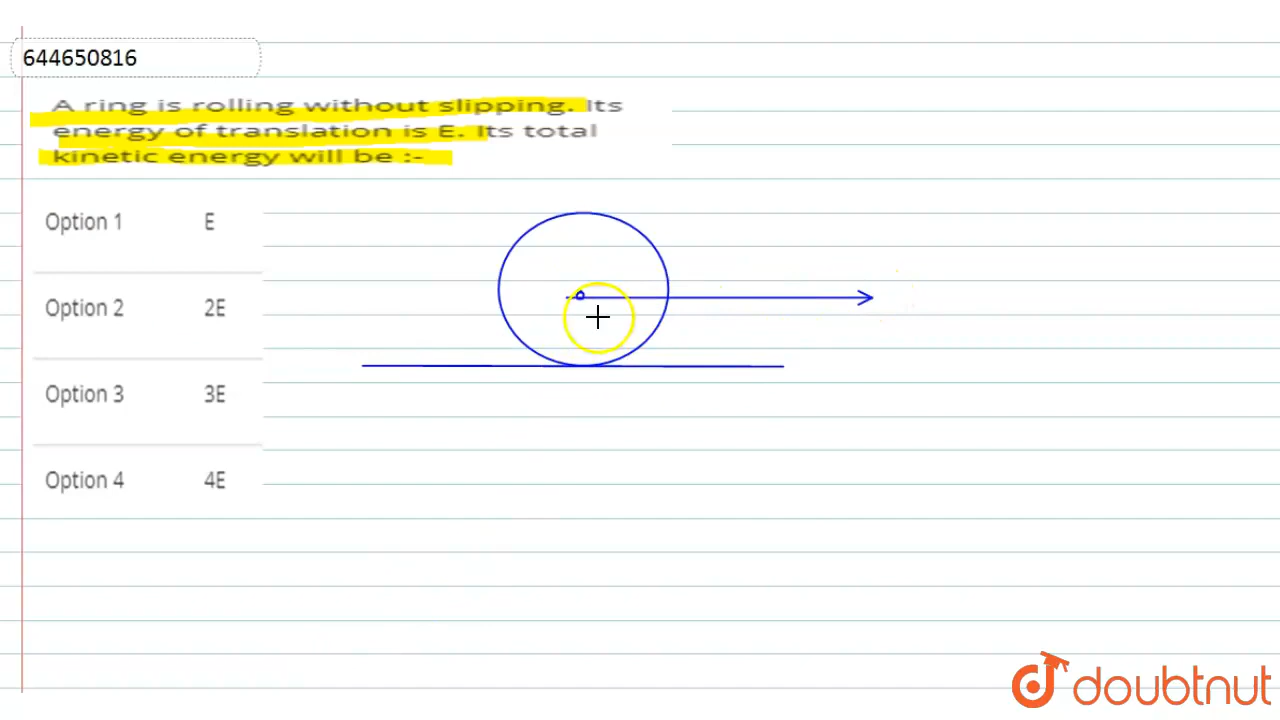 644650816
A ring is rolling without slipping. Its
energy of translation is E. Its total
kinetic energy will be :-
Option 1 E
Option 2 2E
Option 3 3E
Option 4 4E
doubtnut